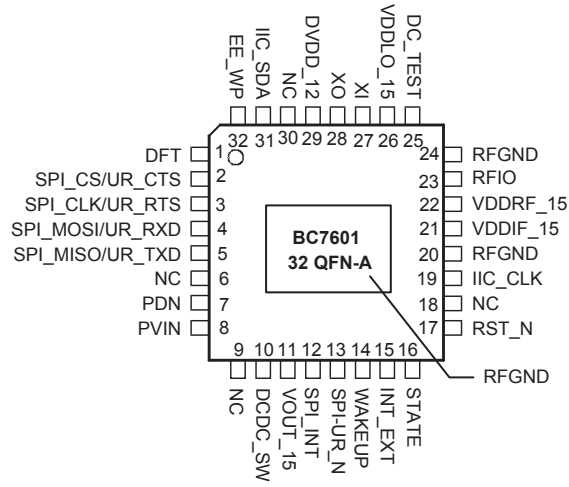 EE_WP
IIC_SDA
NC
DVDD_12
XO
XI
VDDLO_15
DC_TEST
32 31 30 29 28 27 26 25
DFT 1
SPI_CS/UR_CTS 2
SPI_CLK/UR_RTS 3
SPI_MOSI/UR_RXD 4
SPI_MISO/UR_TXD 5
NC 6
PDN 7
PVIN 8
BC7601
32 QFN-A
24 RFGND
23 RFIO
22 VDDRF_15
21 VDDIF_15
20 RFGND
19 IIC_CLK
18 NC
17 RST_N
RFGND
9 10 11 12 13 14 15 16
NC
DCDC_SW
VOUT_15
SPI_INT
SPI-UR_N
WAKEUP
INT_EXT
STATE